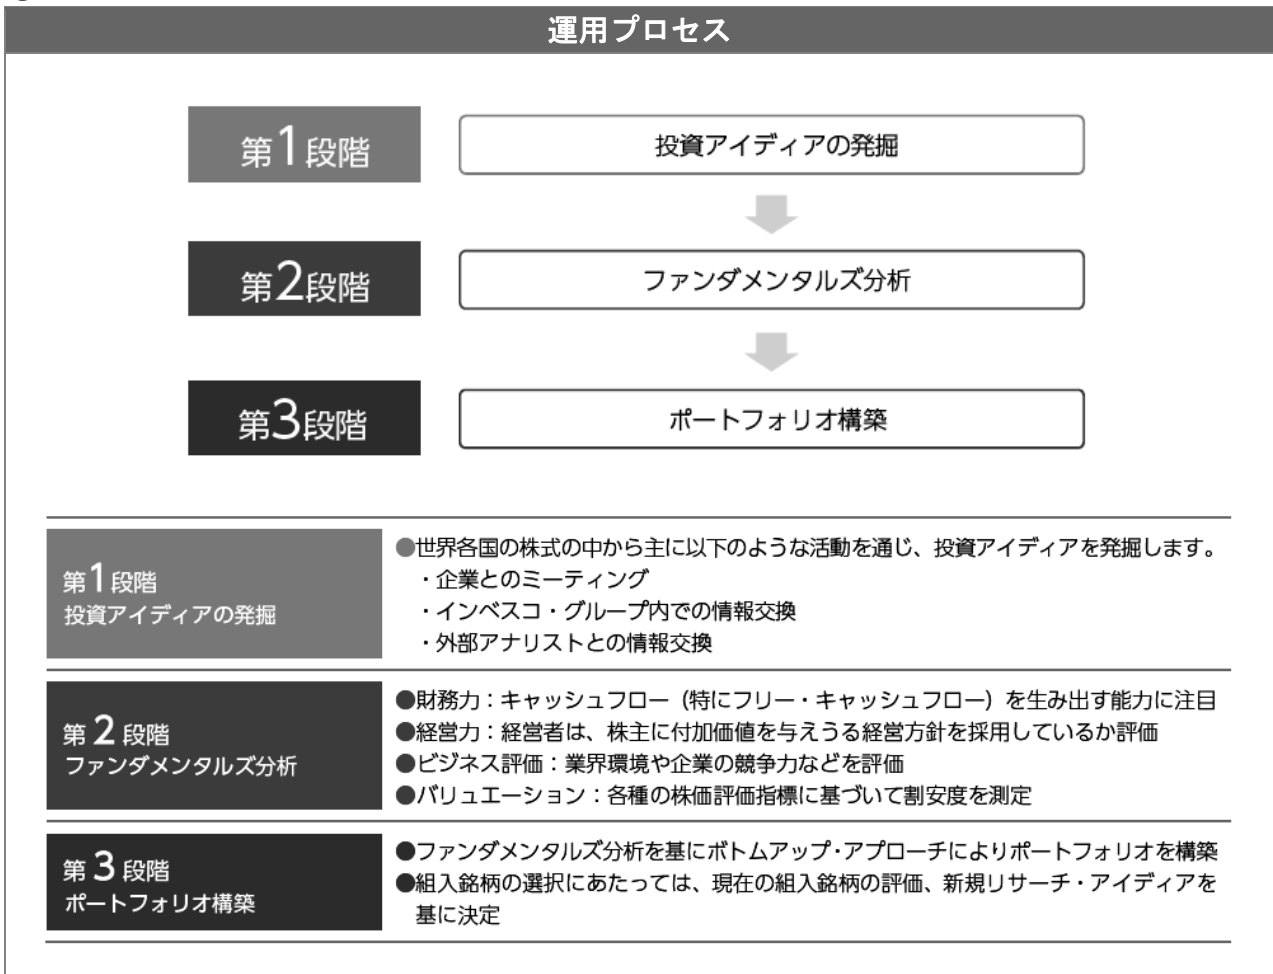 運用プロセス
第1段階
投資アイディアの発掘
第2段階
ファンダメンタルズ分析
第3段階
ポートフォリオ構築
第1段階
投資アイディアの発掘
●世界各国の株式の中から主に以下のような活動を通じ、投資アイディアを発掘します。
・企業とのミーティング
・インベスコ・グループ内での情報交換
・外部アナリストとの情報交換
第2段階
ファンダメンタルズ分析
●財務力：キャッシュフロー（特にフリー・キャッシュフロー）を生み出す能力に注目
●経営力：経営者は、株主に付加価値を与えうる経営方針を採用しているか評価
●ビジネス評価：業界環境や企業の競争力などを評価
●バリュエーション：各種の株価評価指標に基づいて割安度を測定
第3段階
ポートフォリオ構築
●ファンダメンタルズ分析を基にボトムアップ・アプローチによりポートフォリオを構築
●組入銘柄の選択にあたっては、現在の組入銘柄の評価、新規リサーチ・アイディアを
基に決定